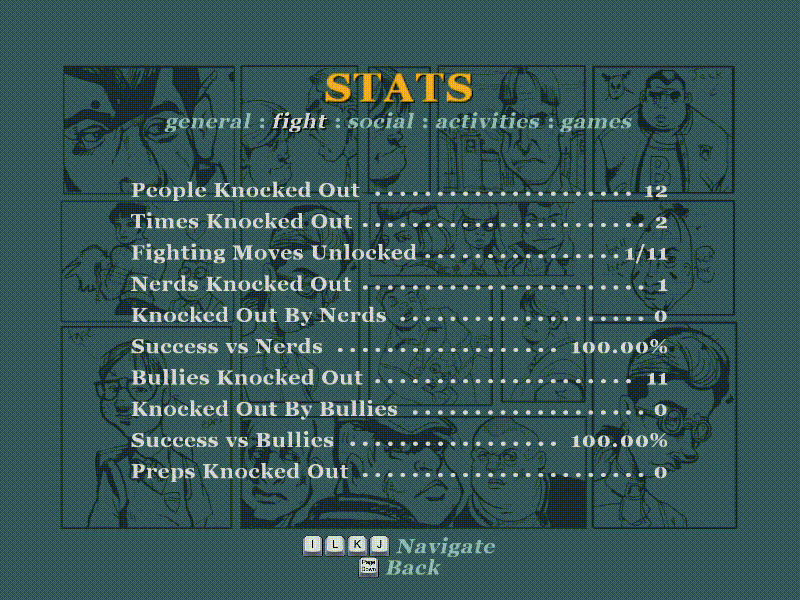 STATS
general : fight : social : activities : games
People Knocked Out ..................... 12
Times Knocked Out ....................... 2
Fighting Moves Unlocked ................ 1/11
Nerds Knocked Out ....................... 1
Knocked Out By Nerds .................... 0
Success vs Nerds .................. 100.00%
Bullies Knocked Out ..................... 11
Knocked Out By Bullies ................... 0
Success vs Bullies ................. 100.00%
Preps Knocked Out ....................... 0
I L K J Navigate
Page Down Back